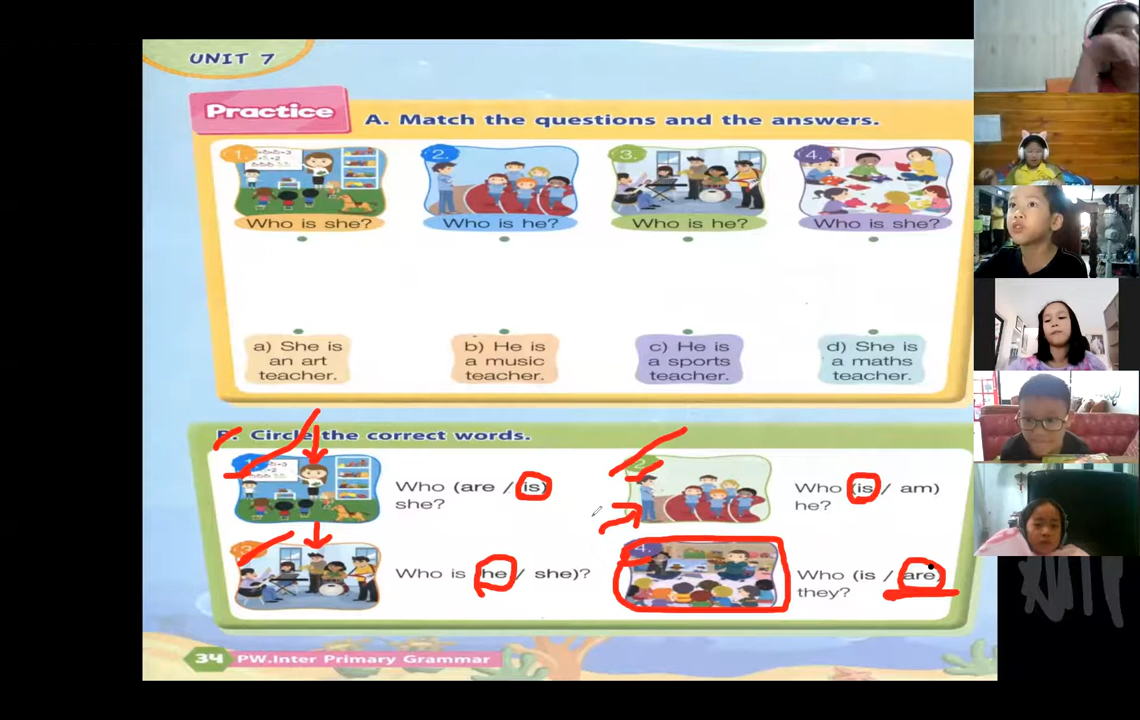 UNIT 7
Practice
A. Match the questions and the answers.
1.
2.
3.
4.
Who is she?
Who is he?
Who is he?
Who is she?
a) She is
an art
teacher.
b) He is
a music
teacher.
c) He is
a sports
teacher.
d) She is
a maths
teacher.
B. Circle the correct words.
Who (are / is)
she?
2
Who (is / am)
he?
Who is (he / she)?
4
Who (is / are)
they?
34 PW.Inter Primary Grammar